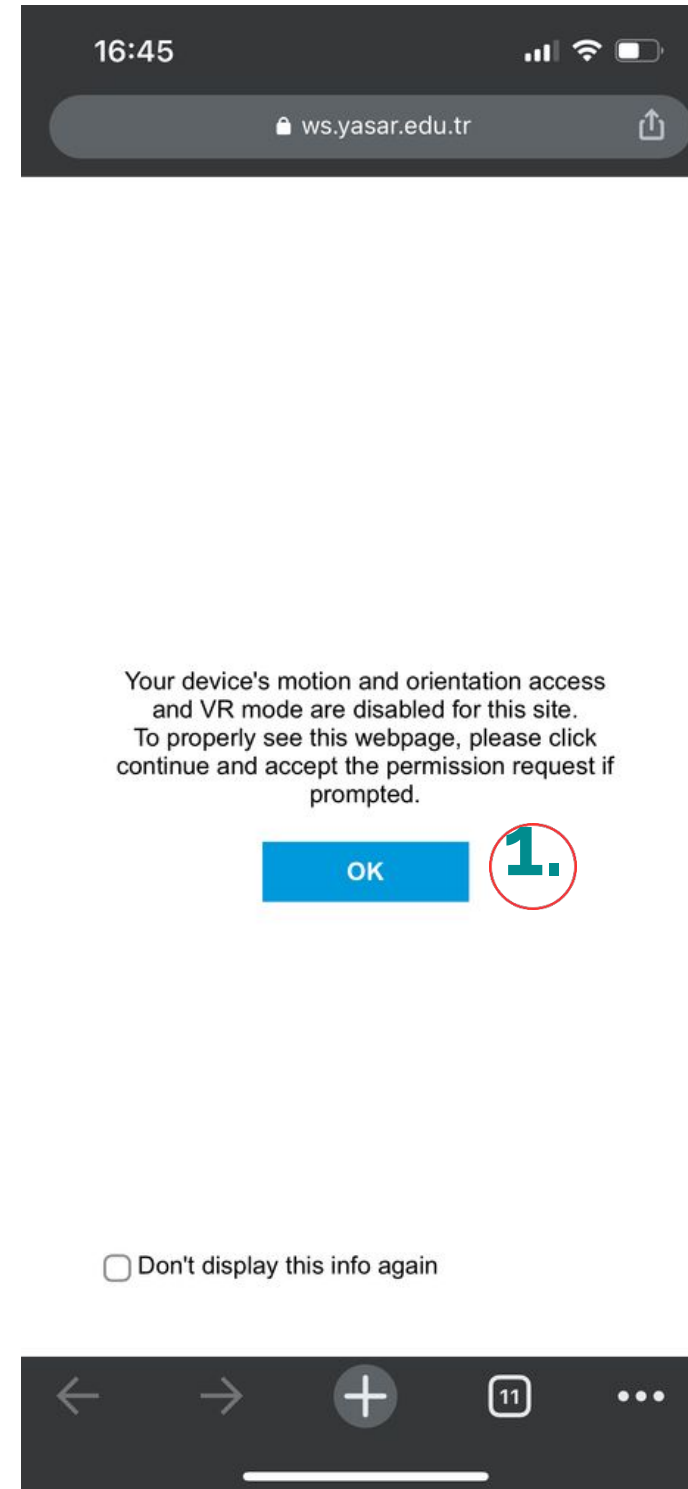 16:45
ws.yasar.edu.tr
Your device's motion and orientation access
and VR mode are disabled for this site.
To properly see this webpage, please click
continue and accept the permission request if
prompted.
OK
1.
Don't display this info again
11